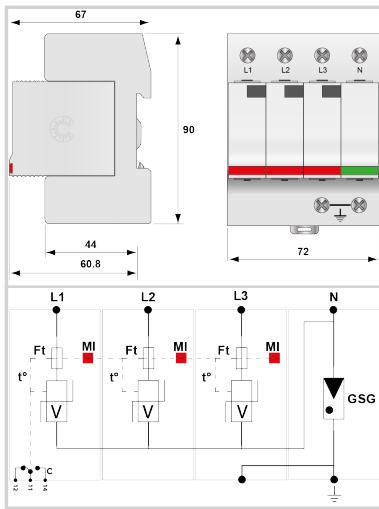 67
L1 L2 L3 N
90
44
60.8
72
L1 L2 L3 N
Ft MI Ft MI Ft MI
t° t° t°
V V V
GSG
C
12 11 14